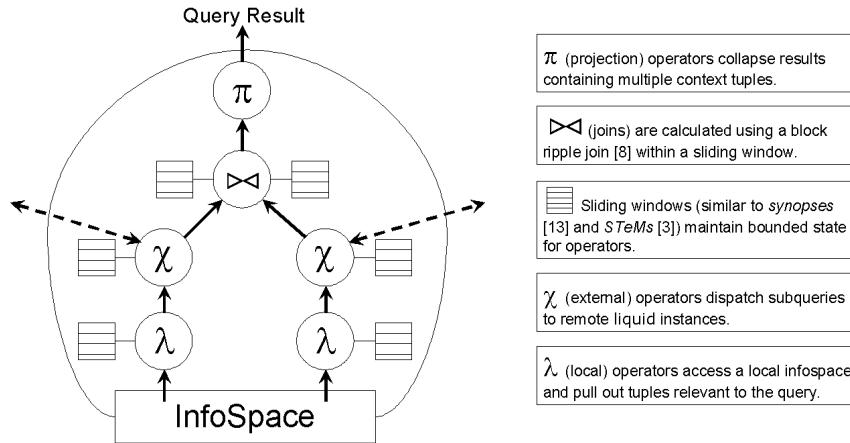 Query Result
π
⋈
χ
χ
λ
λ
InfoSpace
π (projection) operators collapse results
containing multiple context tuples.
⋈ (joins) are calculated using a block
ripple join [8] within a sliding window.
Sliding windows (similar to synopses
[13] and STeMs [3]) maintain bounded state
for operators.
χ (external) operators dispatch subqueries
to remote liquid instances.
λ (local) operators access a local infospace
and pull out tuples relevant to the query.